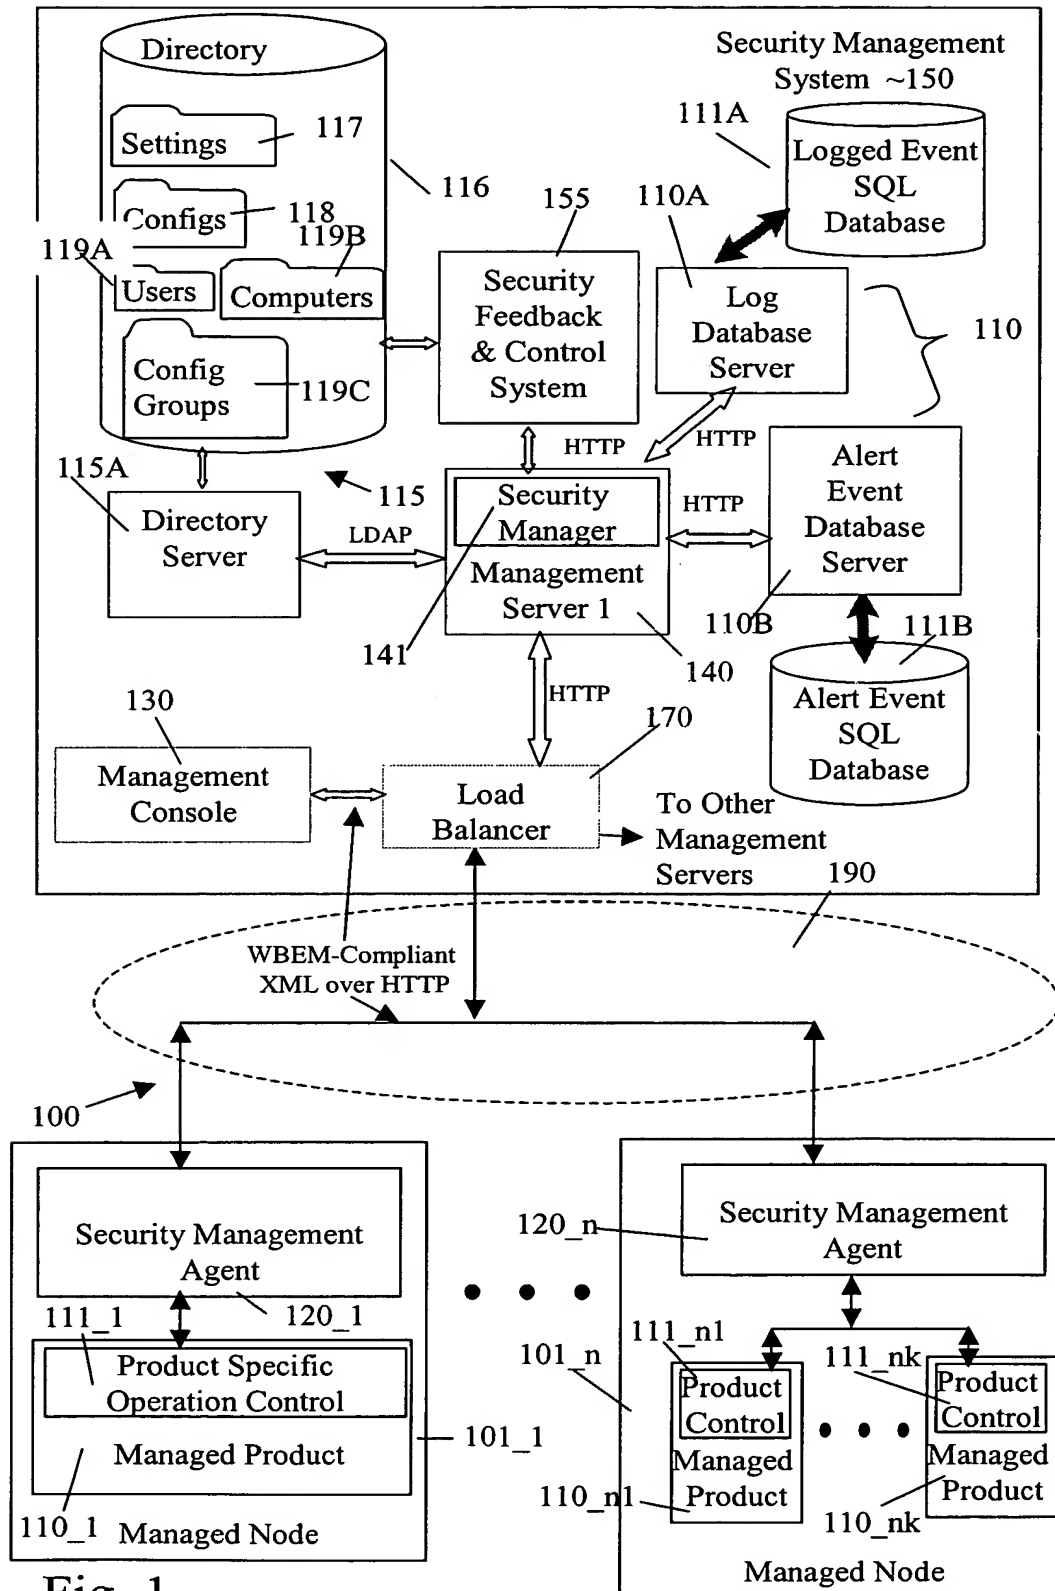 Directory
Security Management
System ~150
111A
Settings
117
116
Logged Event
SQL
Database
Configs
118
155
110A
119A
119B
Users
Computers
Security
Feedback
& Control
System
Log
Database
Server
110
Config
Groups
119C
HTTP
HTTP
115A
115
Directory
Server
LDAP
Security
Manager
Management
Server 1
HTTP
Alert
Event
Database
Server
141
140
110B
111B
HTTP
130
170
Alert Event
SQL
Database
Management
Console
Load
Balancer
To Other
Management
Servers
190
WBEM-Compliant
XML over HTTP
100
Security Management
Agent
120_n
Security Management
Agent
111_1
120_1
111_n1
101_n
111_nk
Product Specific
Operation Control
Product
Control
Product
Control
Managed Product
101_1
Managed
Product
Managed
Product
110_1
Managed Node
110_n1
110_nk
Managed Node
Fig. 1